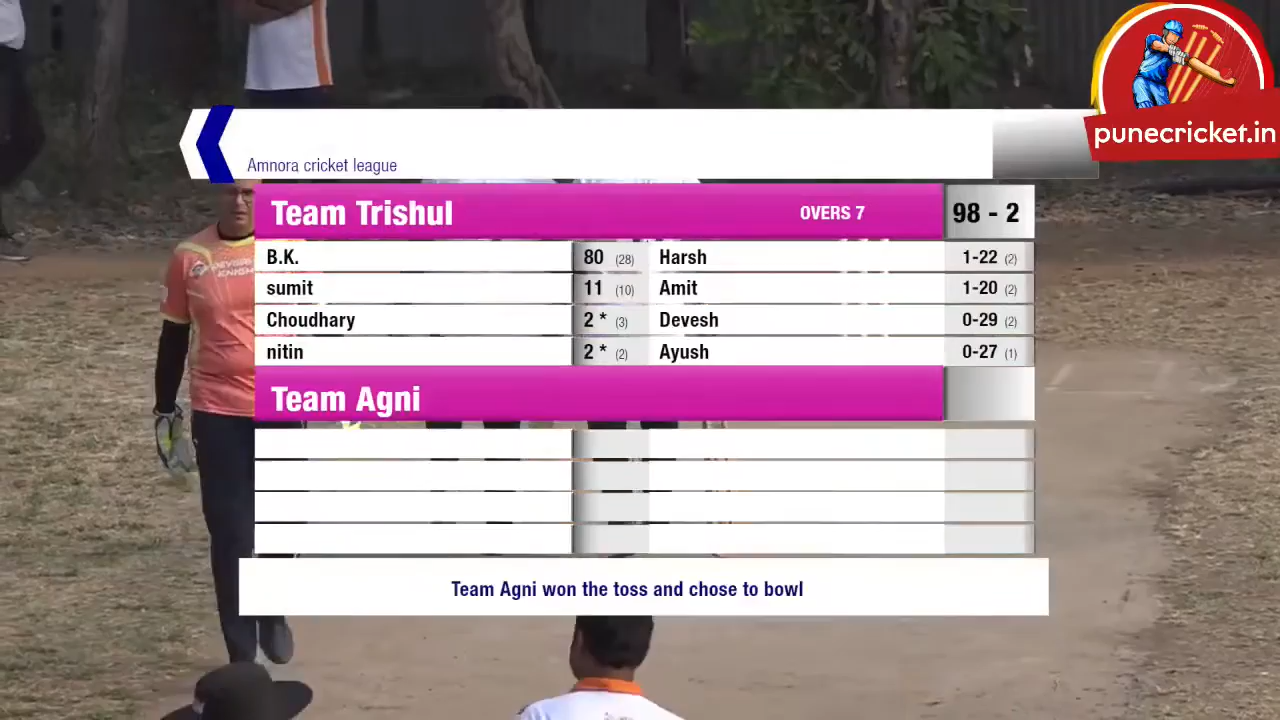 punecricket.in
Amnora cricket league
Team Trishul OVERS 7 98 - 2
B.K. 80 (28) Harsh 1-22 (2)
sumit 11 (10) Amit 1-20 (2)
Choudhary 2 * (3) Devesh 0-29 (2)
nitin 2 * (2) Ayush 0-27 (1)
Team Agni
Team Agni won the toss and chose to bowl